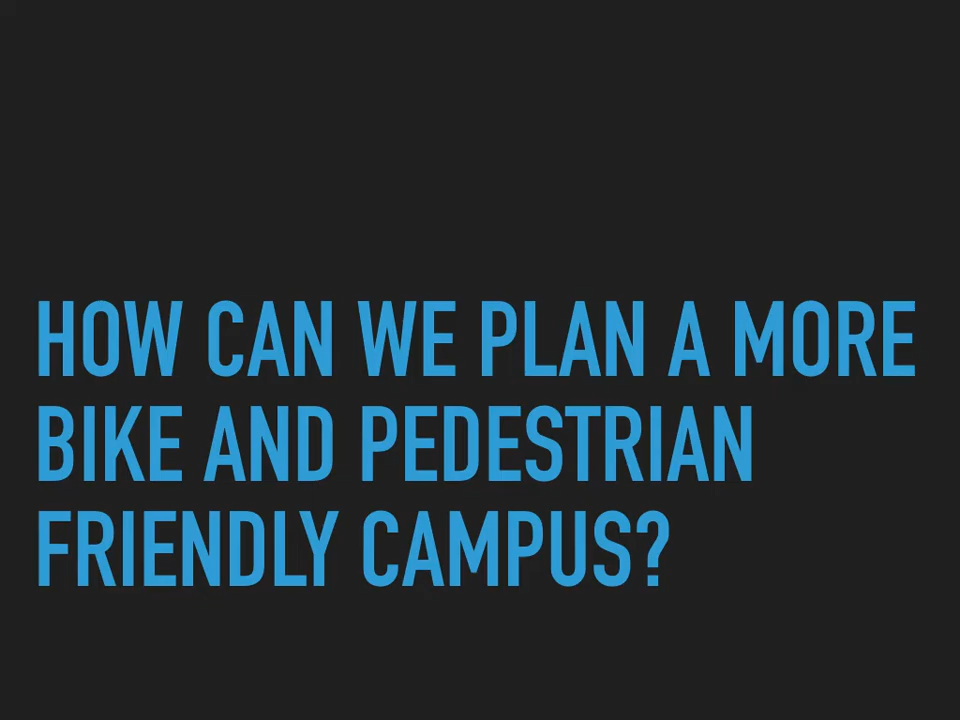 HOW CAN WE PLAN A MORE
BIKE AND PEDESTRIAN
FRIENDLY CAMPUS?